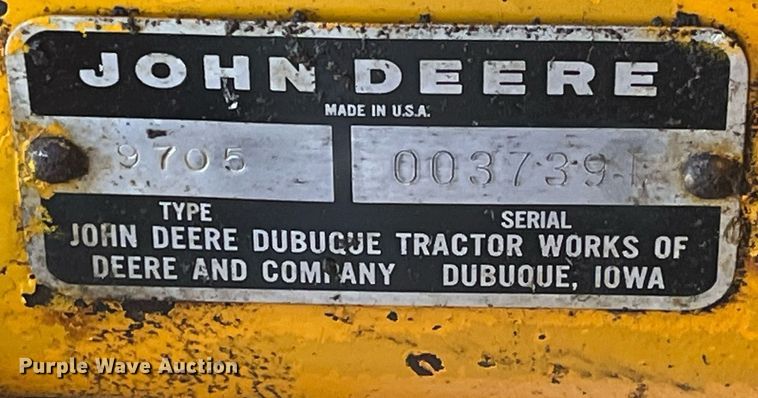 JOHN DEERE
MADE IN U.S.A.
9705 0037391
TYPE SERIAL
JOHN DEERE DUBUQUE TRACTOR WORKS OF
DEERE AND COMPANY DUBUQUE, IOWA
Purple Wave Auction